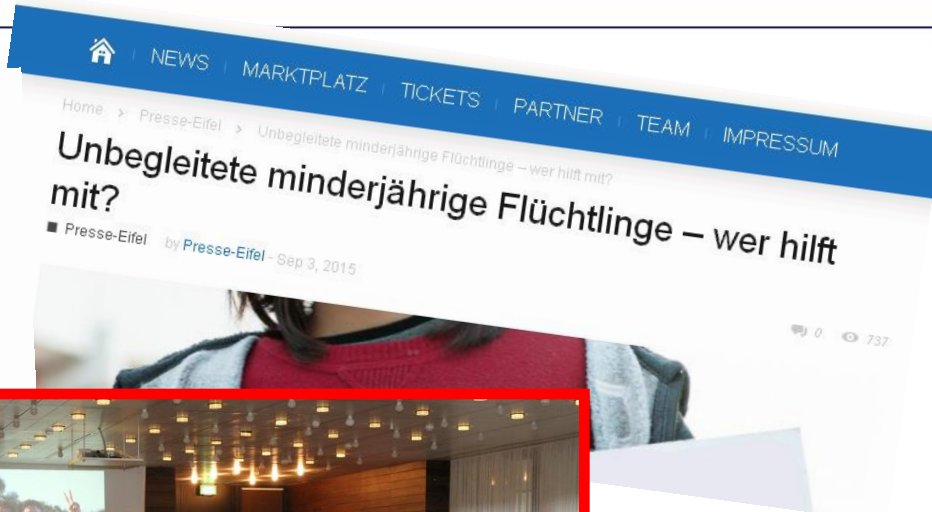 NEWS MARKTPLATZ TICKETS PARTNER TEAM IMPRESSUM
Home > Presse-Eifel > Unbegleitete minderjährige Flüchtlinge – wer hilft mit?
Unbegleitete minderjährige Flüchtlinge – wer hilft
mit?
Presse-Eifel by Presse-Eifel - Sep 3, 2015
0 737